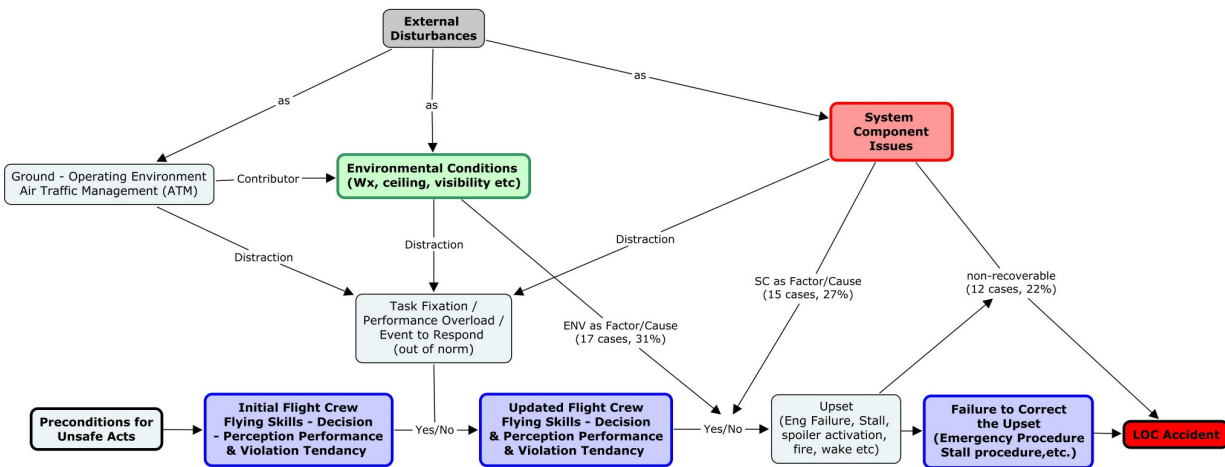 External
Disturbances
as
as
as
System
Component
Issues
Ground - Operating Environment
Air Traffic Management (ATM)
Contributor
Environmental Conditions
(Wx, ceiling, visibility etc)
Distraction
Distraction
Distraction
SC as Factor/Cause
(15 cases, 27%)
non-recoverable
(12 cases, 22%)
Task Fixation /
Performance Overload /
Event to Respond
(out of norm)
ENV as Factor/Cause
(17 cases, 31%)
Preconditions for
Unsafe Acts
Initial Flight Crew
Flying Skills - Decision
- Perception Performance
& Violation Tendancy
Yes/No
Updated Flight Crew
Flying Skills - Decision
& Perception Performance
& Violation Tendancy
Yes/No
Upset
(Eng Failure, Stall,
spoiler activation,
fire, wake etc)
Failure to Correct
the Upset
(Emergency Procedure
Stall procedure,etc.)
LOC Accident